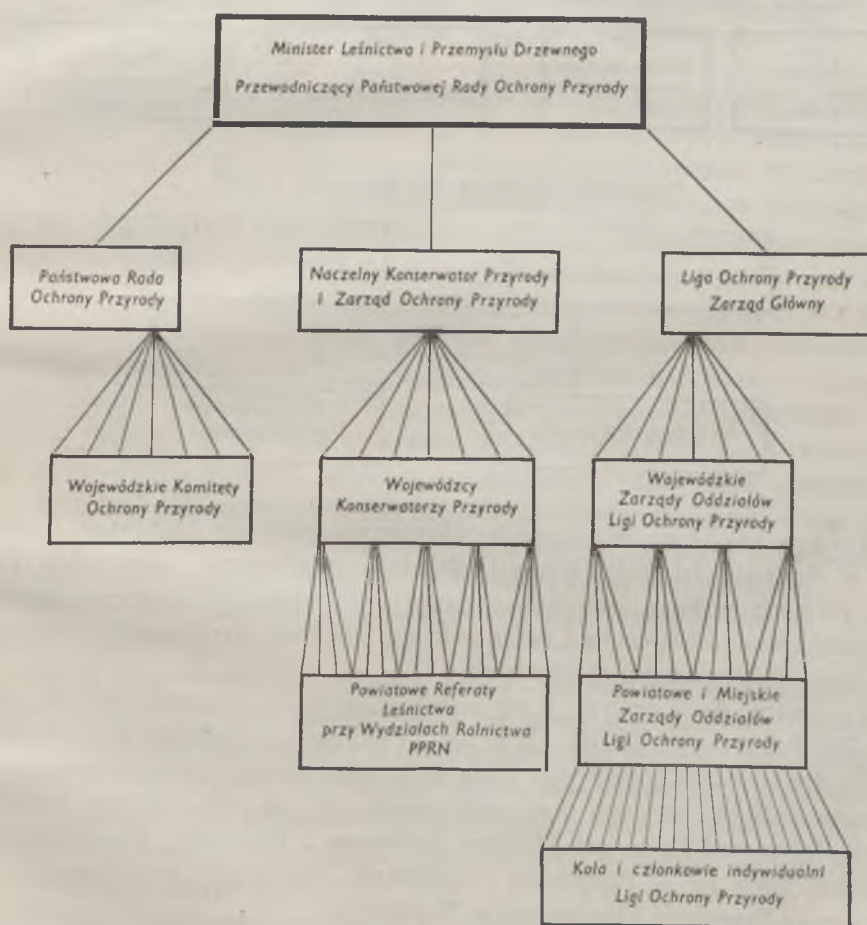 Minister Leśnictwa i Przemysłu Drzewnego
Przewodniczący Państwowej Rady Ochrony Przyrody
Państwowa Rada
Ochrony Przyrody
Naczelny Konserwator Przyrody
i Zarząd Ochrony Przyrody
Liga Ochrony Przyrody
Zarząd Główny
Wojewódzkie Komitety
Ochrony Przyrody
Wojewódzcy
Konserwatorzy Przyrody
Wojewódzkie
Zarządy Oddziałów
Ligi Ochrony Przyrody
Powiatowe Referaty
Leśnictwa
przy Wydziałach Rolnictwa
PPRN
Powiatowe i Miejskie
Zarządy Oddziałów
Ligi Ochrony Przyrody
Koła i członkowie indywidualni
Ligi Ochrony Przyrody